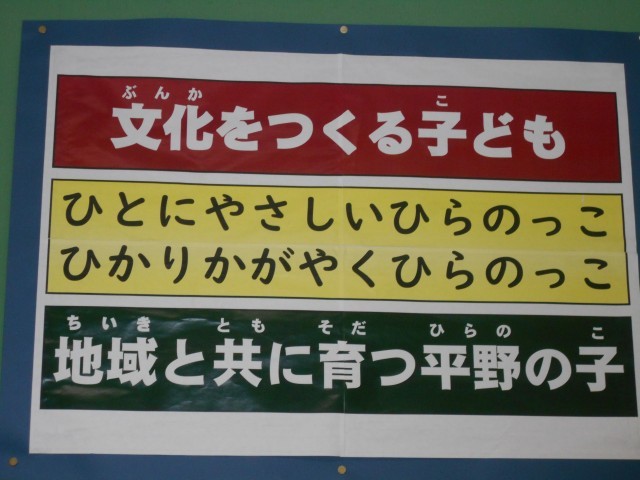 ぶんか こ
文化をつくる子ども
ひとにやさしいひらのっこ
ひかりかがやくひらのっこ
ちいき とも そだ ひらの こ
地域と共に育つ平野の子